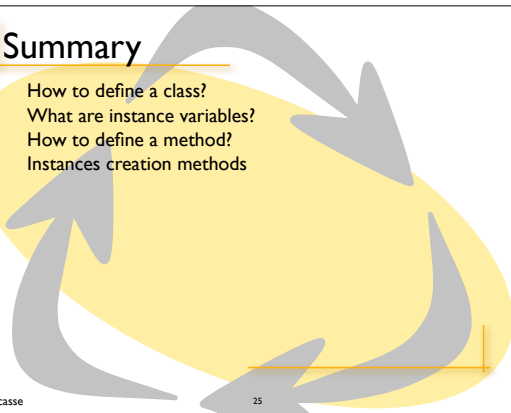 Summary
How to define a class?
What are instance variables?
How to define a method?
Instances creation methods
casse 25